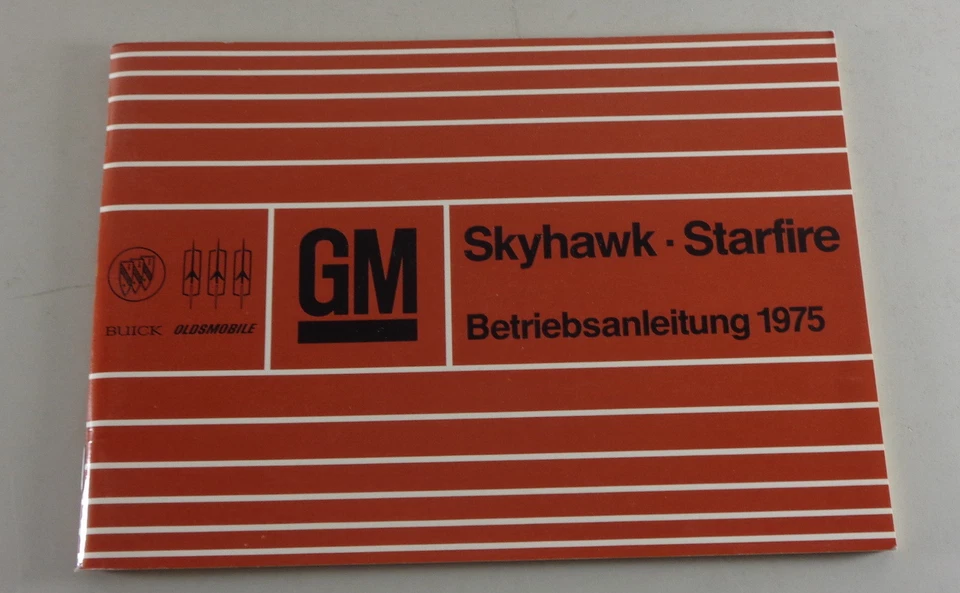 BUICK OLDSMOBILE
GM
Skyhawk · Starfire
Betriebsanleitung 1975